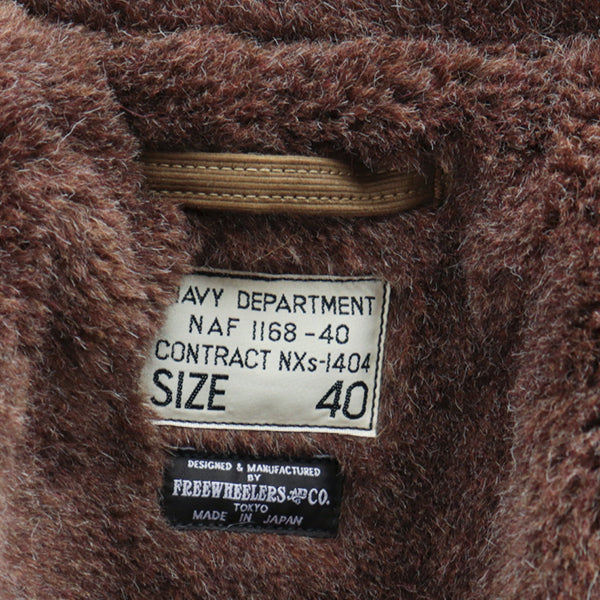 NAVY DEPARTMENT
NAF 1168-40
CONTRACT NXs-1404
SIZE 40
DESIGNED & MANUFACTURED
BY
FREEWHEELERS AND CO.
TOKYO
MADE IN JAPAN